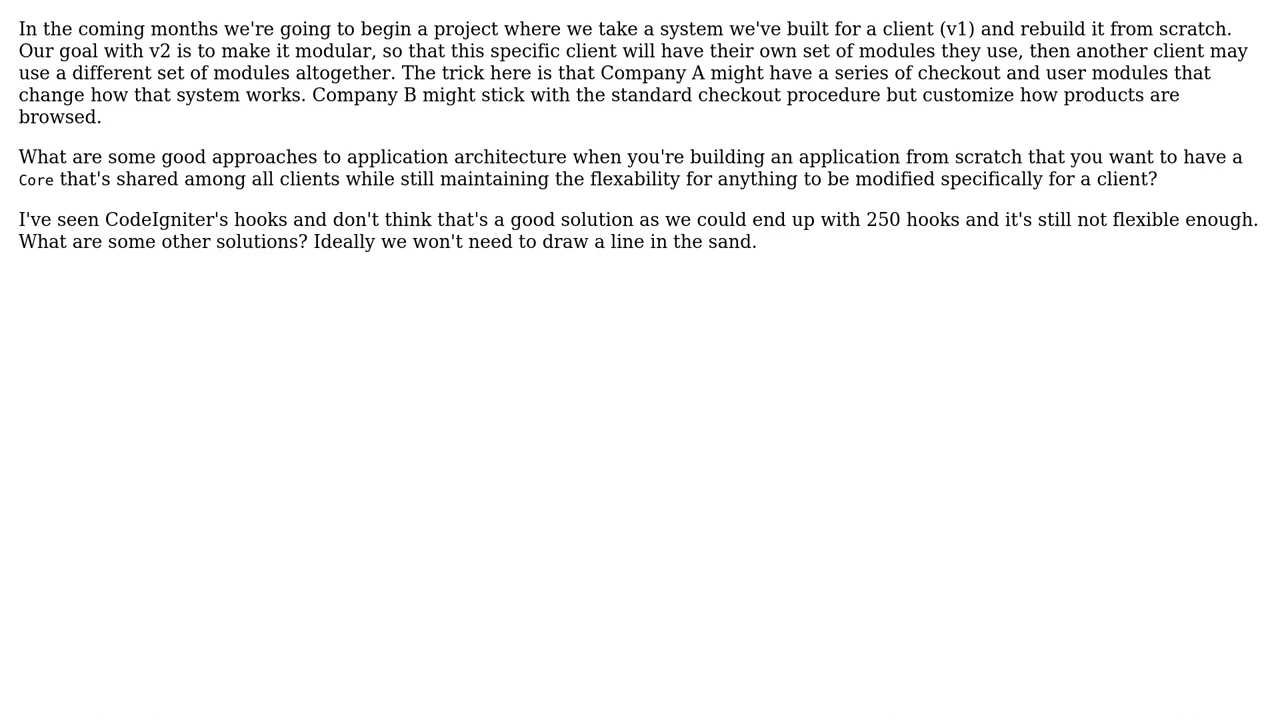 In the coming months we're going to begin a project where we take a system we've built for a client (v1) and rebuild it from scratch.
Our goal with v2 is to make it modular, so that this specific client will have their own set of modules they use, then another client may
use a different set of modules altogether. The trick here is that Company A might have a series of checkout and user modules that
change how that system works. Company B might stick with the standard checkout procedure but customize how products are
browsed.
What are some good approaches to application architecture when you're building an application from scratch that you want to have a
Core that's shared among all clients while still maintaining the flexability for anything to be modified specifically for a client?
I've seen CodeIgniter's hooks and don't think that's a good solution as we could end up with 250 hooks and it's still not flexible enough.
What are some other solutions? Ideally we won't need to draw a line in the sand.